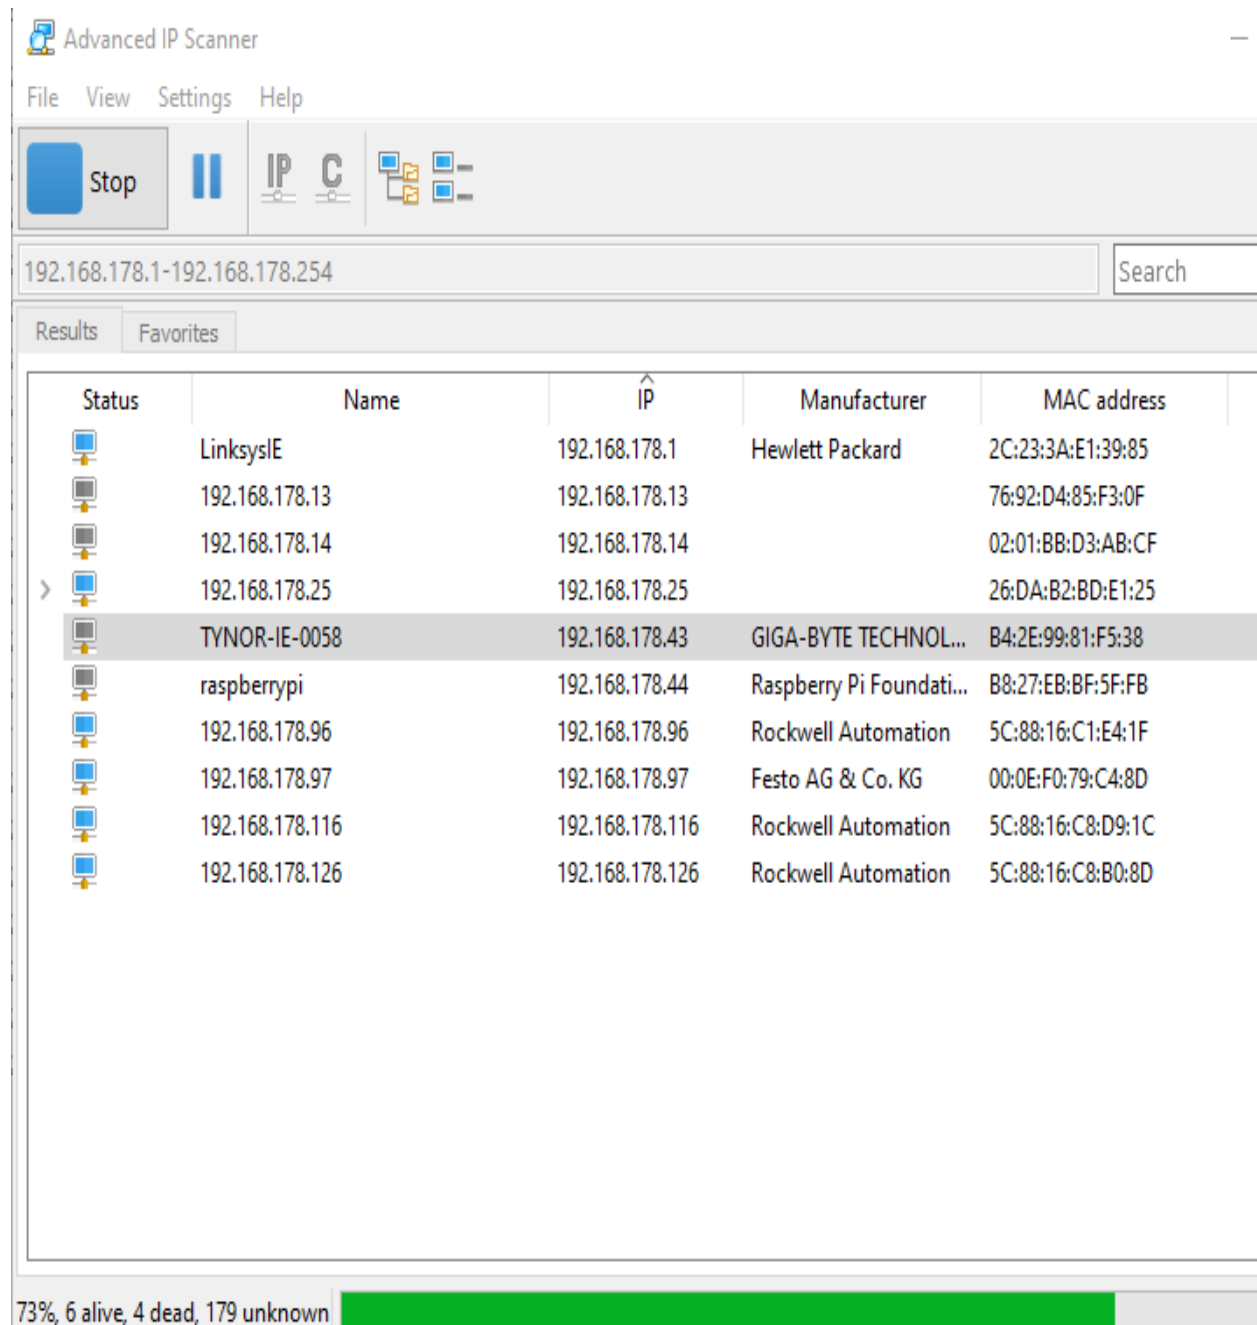 Advanced IP Scanner
File View Settings Help
Stop IP C
192.168.178.1-192.168.178.254 Search
Results Favorites
Status Name IP Manufacturer MAC address
LinksysIE 192.168.178.1 Hewlett Packard 2C:23:3A:E1:39:85
192.168.178.13 192.168.178.13 76:92:D4:85:F3:0F
192.168.178.14 192.168.178.14 02:01:BB:D3:AB:CF
192.168.178.25 192.168.178.25 26:DA:B2:BD:E1:25
TYNOR-IE-0058 192.168.178.43 GIGA-BYTE TECHNOL... B4:2E:99:81:F5:38
raspberrypi 192.168.178.44 Raspberry Pi Foundati... B8:27:EB:BF:5F:FB
192.168.178.96 192.168.178.96 Rockwell Automation 5C:88:16:C1:E4:1F
192.168.178.97 192.168.178.97 Festo AG & Co. KG 00:0E:F0:79:C4:8D
192.168.178.116 192.168.178.116 Rockwell Automation 5C:88:16:C8:D9:1C
192.168.178.126 192.168.178.126 Rockwell Automation 5C:88:16:C8:B0:8D
73%, 6 alive, 4 dead, 179 unknown